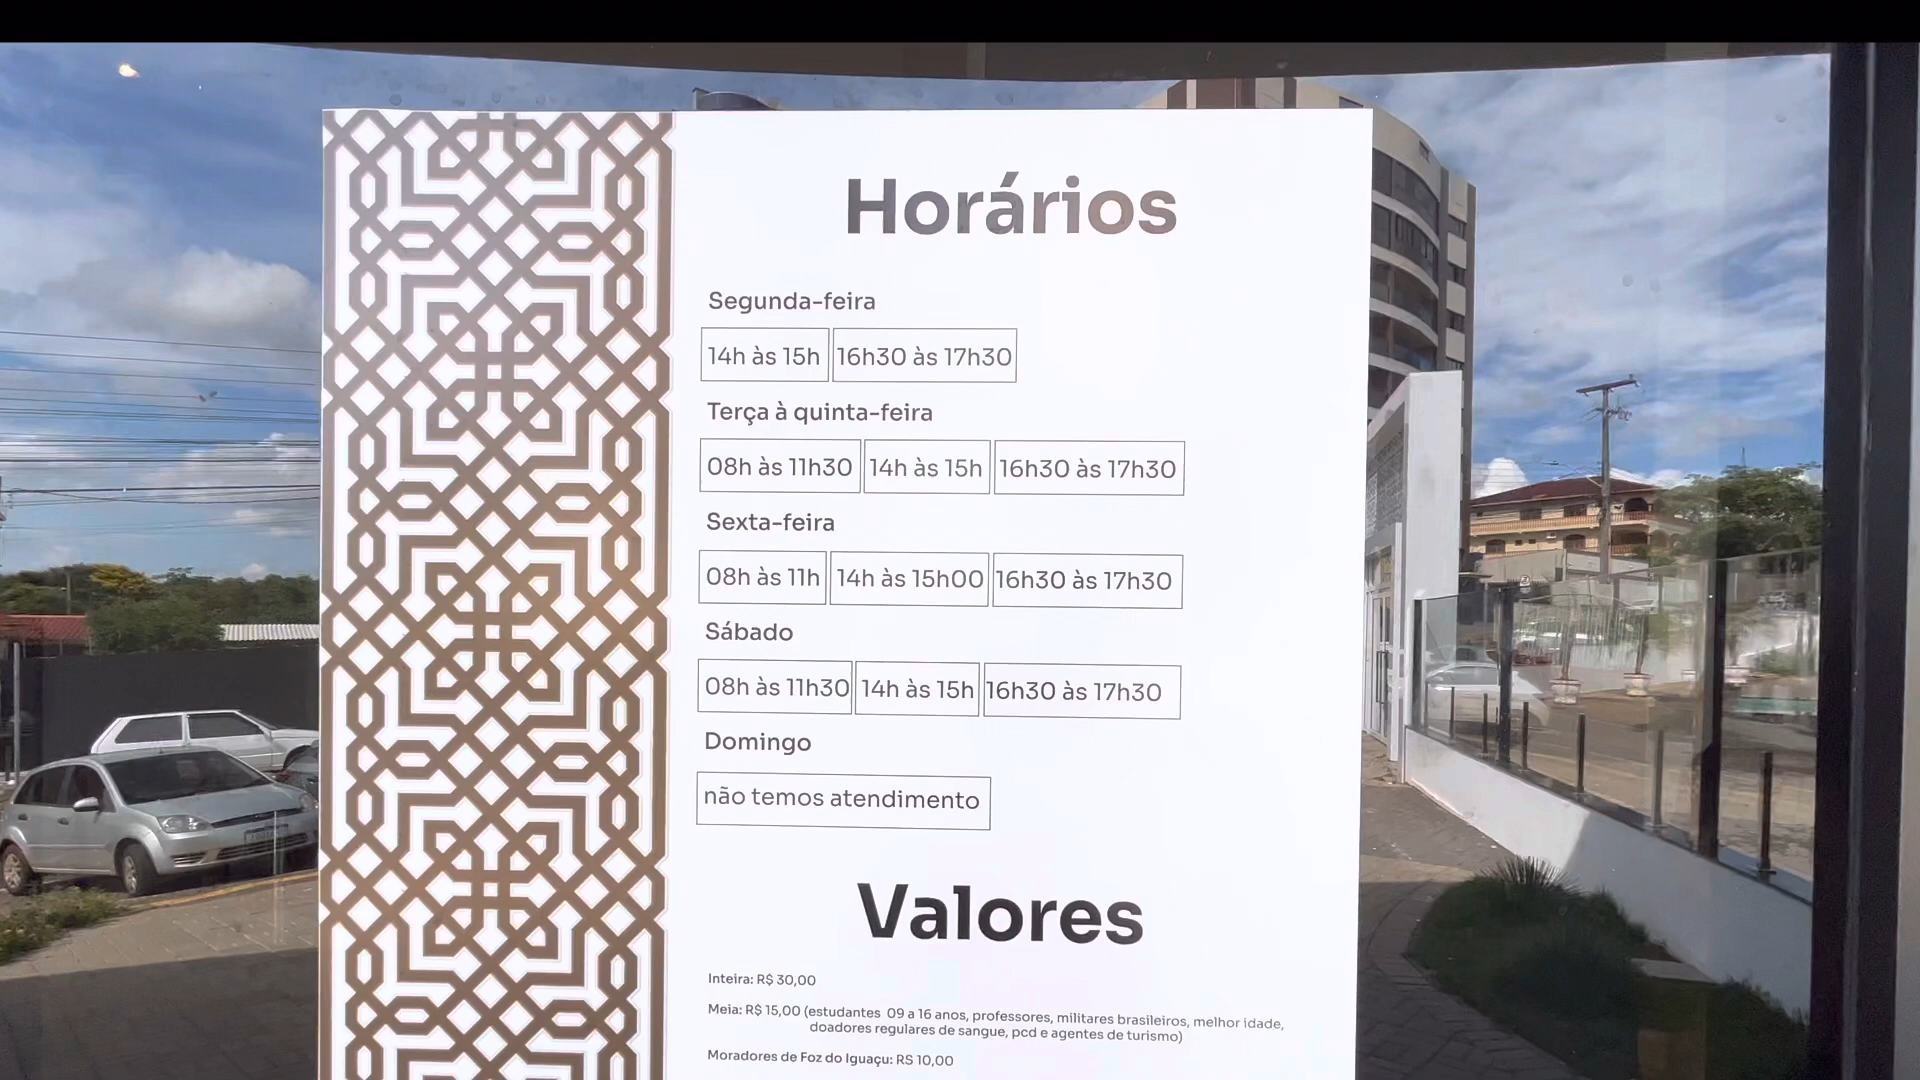 Horários
Segunda-feira
14h às 15h 16h30 às 17h30
Terça à quinta-feira
08h às 11h30 14h às 15h 16h30 às 17h30
Sexta-feira
08h às 11h 14h às 15h00 16h30 às 17h30
Sábado
08h às 11h30 14h às 15h 16h30 às 17h30
Domingo
não temos atendimento
Valores
Inteira: R$ 30,00
Meia: R$ 15,00 (estudantes 09 a 16 anos, professores, militares brasileiros, melhor idade,
doadores regulares de sangue, pcd e agentes de turismo)
Moradores de Foz do Iguaçu: RS 10,00